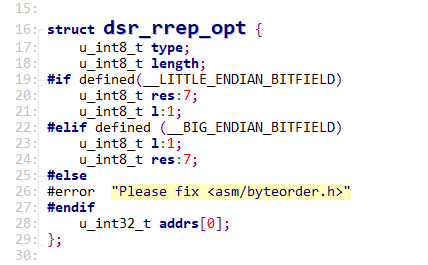 15:
16: struct dsr_rrep_opt {
17:     u_int8_t type;
18:     u_int8_t length;
19: #if defined(__LITTLE_ENDIAN_BITFIELD)
20:     u_int8_t res:7;
21:     u_int8_t l:1;
22: #elif defined (__BIG_ENDIAN_BITFIELD)
23:     u_int8_t l:1;
24:     u_int8_t res:7;
25: #else
26: #error  "Please fix <asm/byteorder.h>"
27: #endif
28:     u_int32_t addrs[0];
29: };
30: